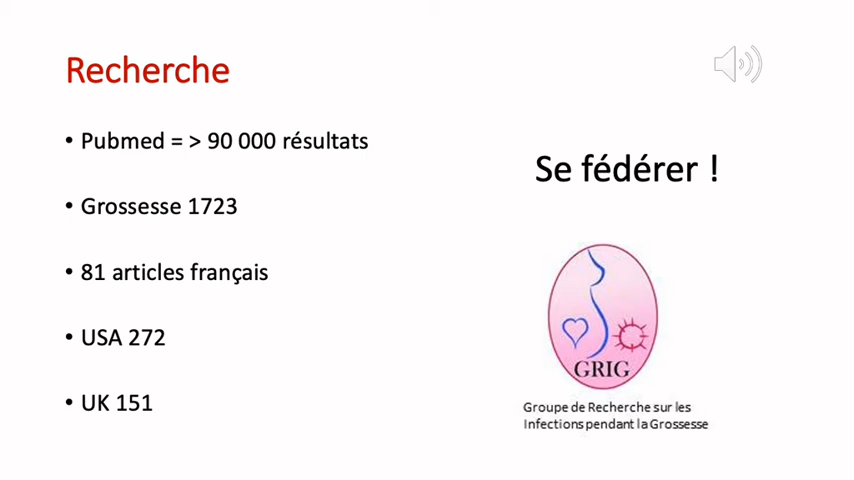 Recherche
• Pubmed = > 90 000 résultats
• Grossesse 1723
• 81 articles français
• USA 272
• UK 151
Se fédérer !
GRIG
Groupe de Recherche sur les
Infections pendant la Grossesse